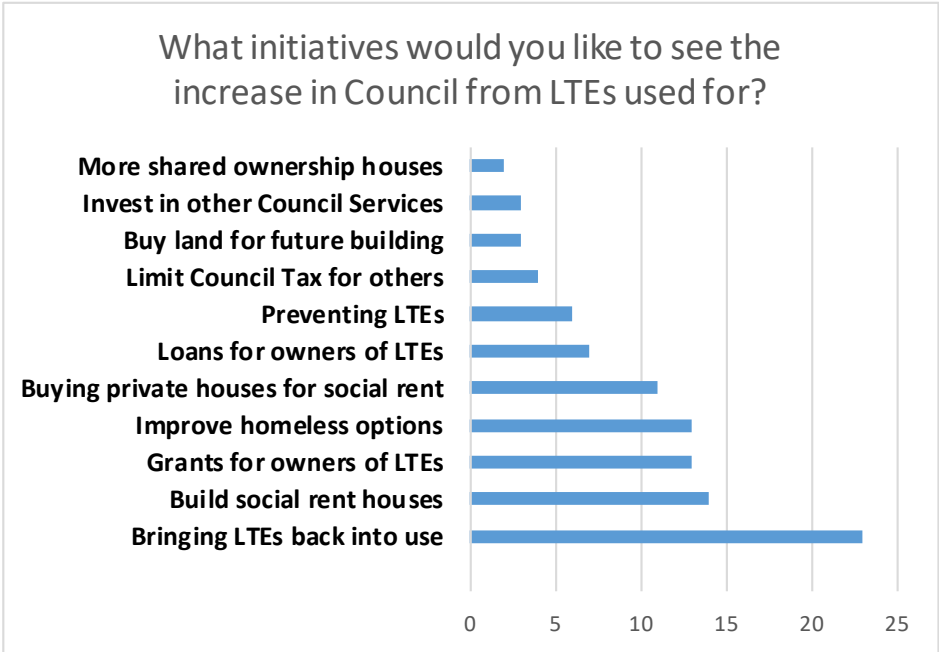 What initiatives would you like to see the
increase in Council from LTEs used for?
More shared ownership houses
Invest in other Council Services
Buy land for future building
Limit Council Tax for others
Preventing LTEs
Loans for owners of LTEs
Buying private houses for social rent
Improve homeless options
Grants for owners of LTEs
Build social rent houses
Bringing LTEs back into use
0 5 10 15 20 25